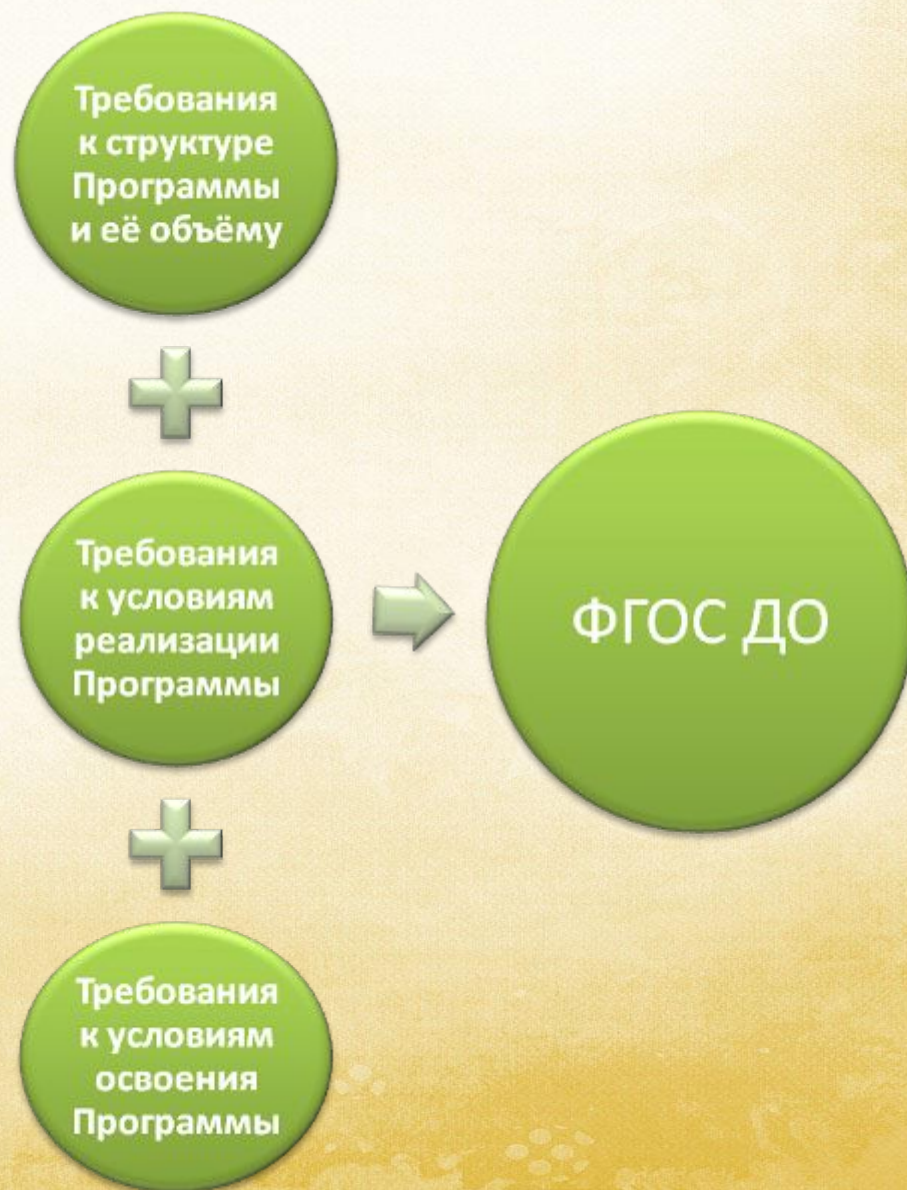 Требования
к структуре
Программы
и её объёму
Требования
к условиям
реализации
Программы
ФГОС ДО
Требования
к условиям
освоения
Программы